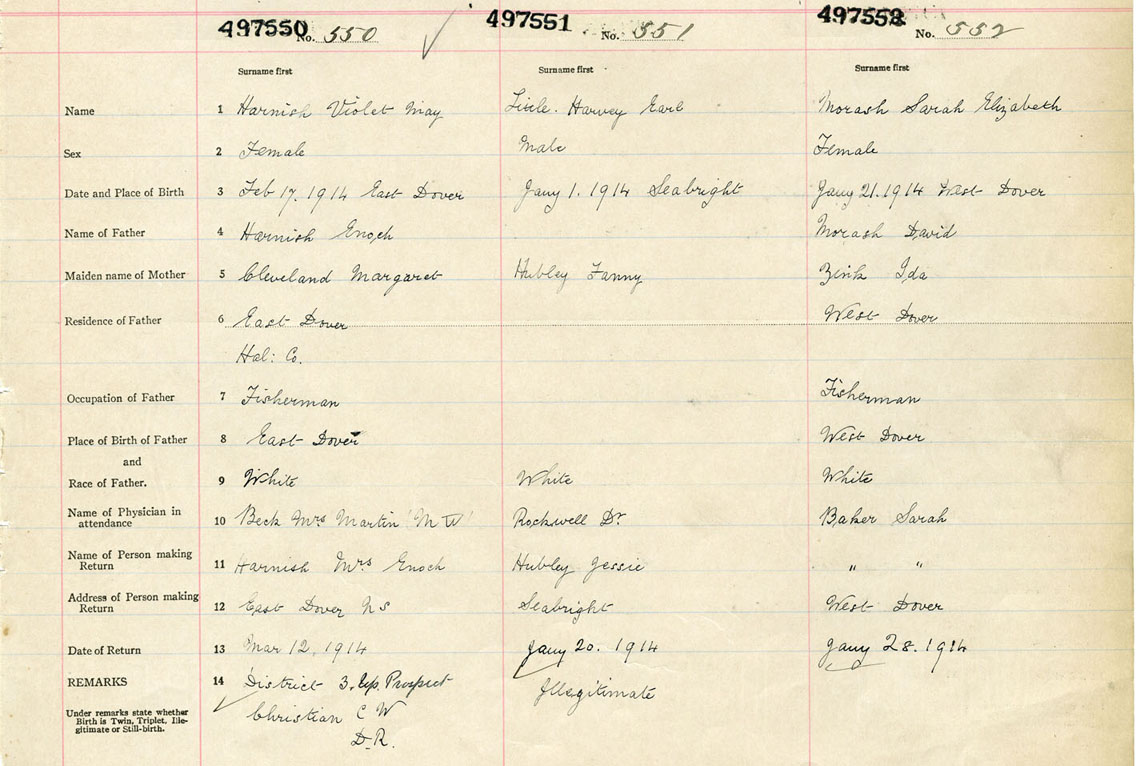 497550 No. 550 497551 No. 551 497552 No. 552
Surname first Surname first Surname first
Name 1 Harnish Violet May Lisle. Harvey Earl Morash Sarah Elizabeth
Sex 2 Female Male Female
Date and Place of Birth 3 Feb 17. 1914 East Dover Jany 1. 1914 Seabright Jany 21. 1914 West Dover
Name of Father 4 Harnish Enoch Morash David
Maiden name of Mother 5 Cleveland Margaret Hubley Fanny Zink Ida
Residence of Father 6 East Dover West Dover
Hal: Co.
Occupation of Father 7 Fisherman Fisherman
Place of Birth of Father 8 East Dover West Dover
and
Race of Father. 9 White White White
Name of Physician in
attendance 10 Beck Mrs Martin (M W) Rockwell Dr. Baker Sarah
Name of Person making
Return 11 Harnish Mrs Enoch Hubley Jessie " "
Address of Person making
Return 12 East Dover N S Seabright West Dover
Date of Return 13 Mar 12, 1914 Jany 20. 1914 Jany 28. 1914
REMARKS 14 District 3. Up. Prospect Illegitimate
Under remarks state whether
Birth is Twin, Triplet, Ille-
gitimate or Still-birth.
Christian C W
D.R.